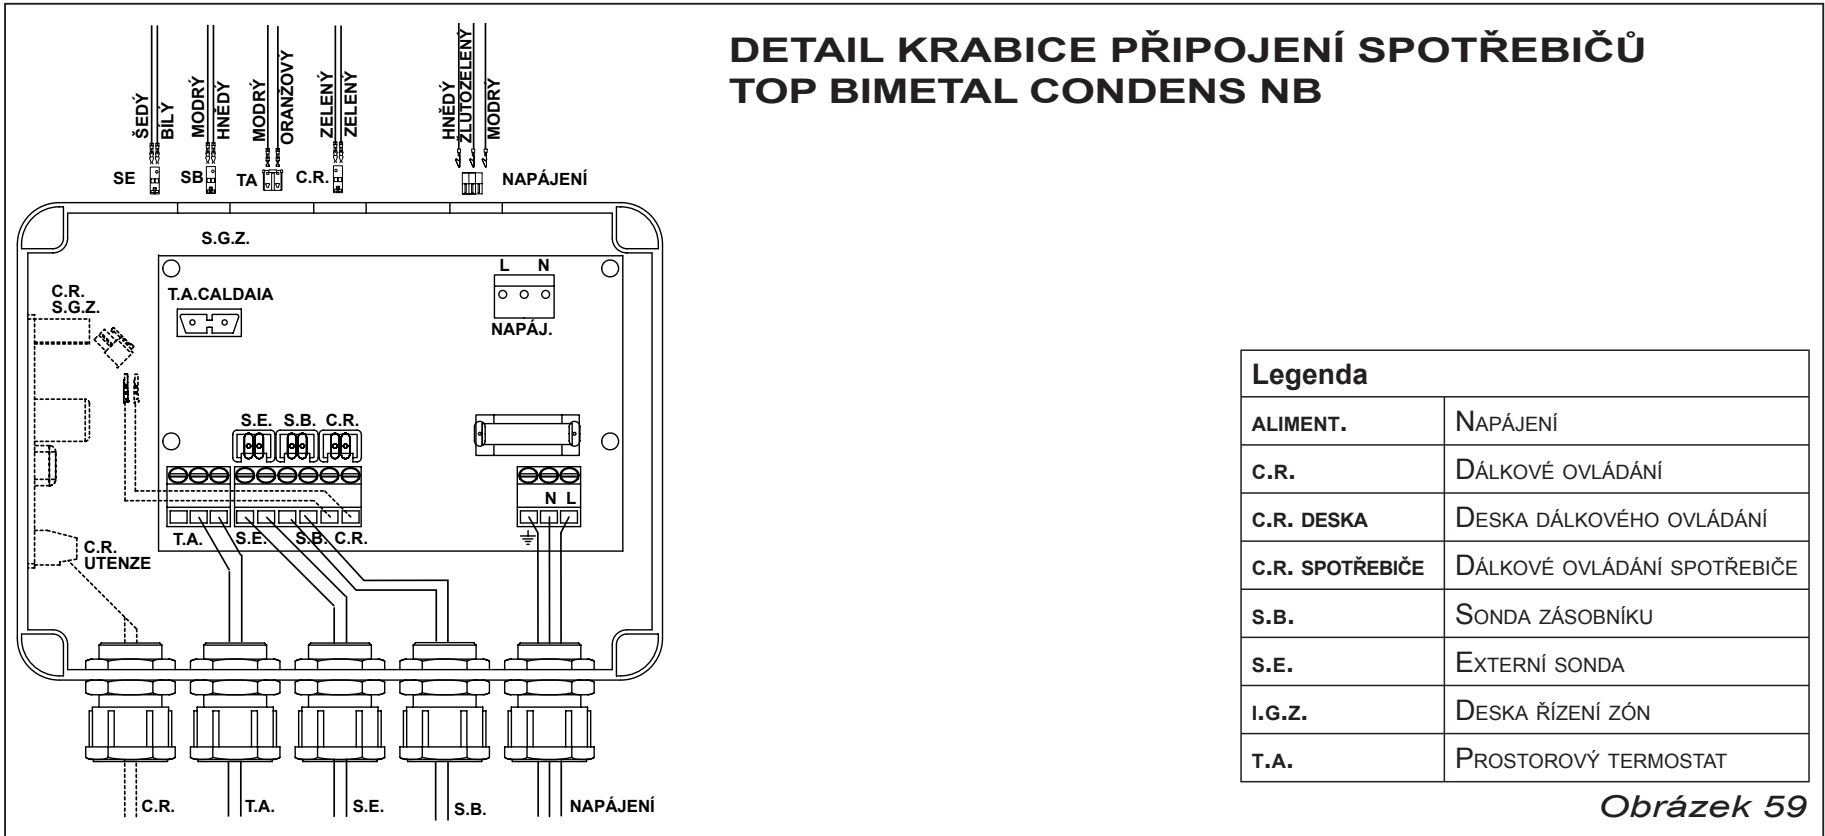 DETAIL KRABICE PŘIPOJENÍ SPOTŘEBIČŮ
TOP BIMETAL CONDENS NB
ŠEDÝ
BÍLÝ
MODRÝ
HNĚDÝ
MODRÝ
ORANŽOVÝ
ZELENÝ
ZELENÝ
HNĚDÝ
ŽLUTOZELENÝ
MODRÝ
SE
SB
TA
C.R.
NAPÁJENÍ
S.G.Z.
C.R.
S.G.Z.
T.A.CALDAIA
L N
NAPÁJ.
S.E. S.B. C.R.
N L
T.A. S.E. S.B. C.R.
C.R.
UTENZE
C.R.
T.A.
S.E.
S.B.
NAPÁJENÍ
Legenda
ALIMENT. NAPÁJENÍ
C.R. DÁLKOVÉ OVLÁDÁNÍ
C.R. DESKA DESKA DÁLKOVÉHO OVLÁDÁNÍ
C.R. SPOTŘEBIČE DÁLKOVÉ OVLÁDÁNÍ SPOTŘEBIČE
S.B. SONDA ZÁSOBNÍKU
S.E. EXTERNÍ SONDA
I.G.Z. DESKA ŘÍZENÍ ZÓN
T.A. PROSTOROVÝ TERMOSTAT
Obrázek 59